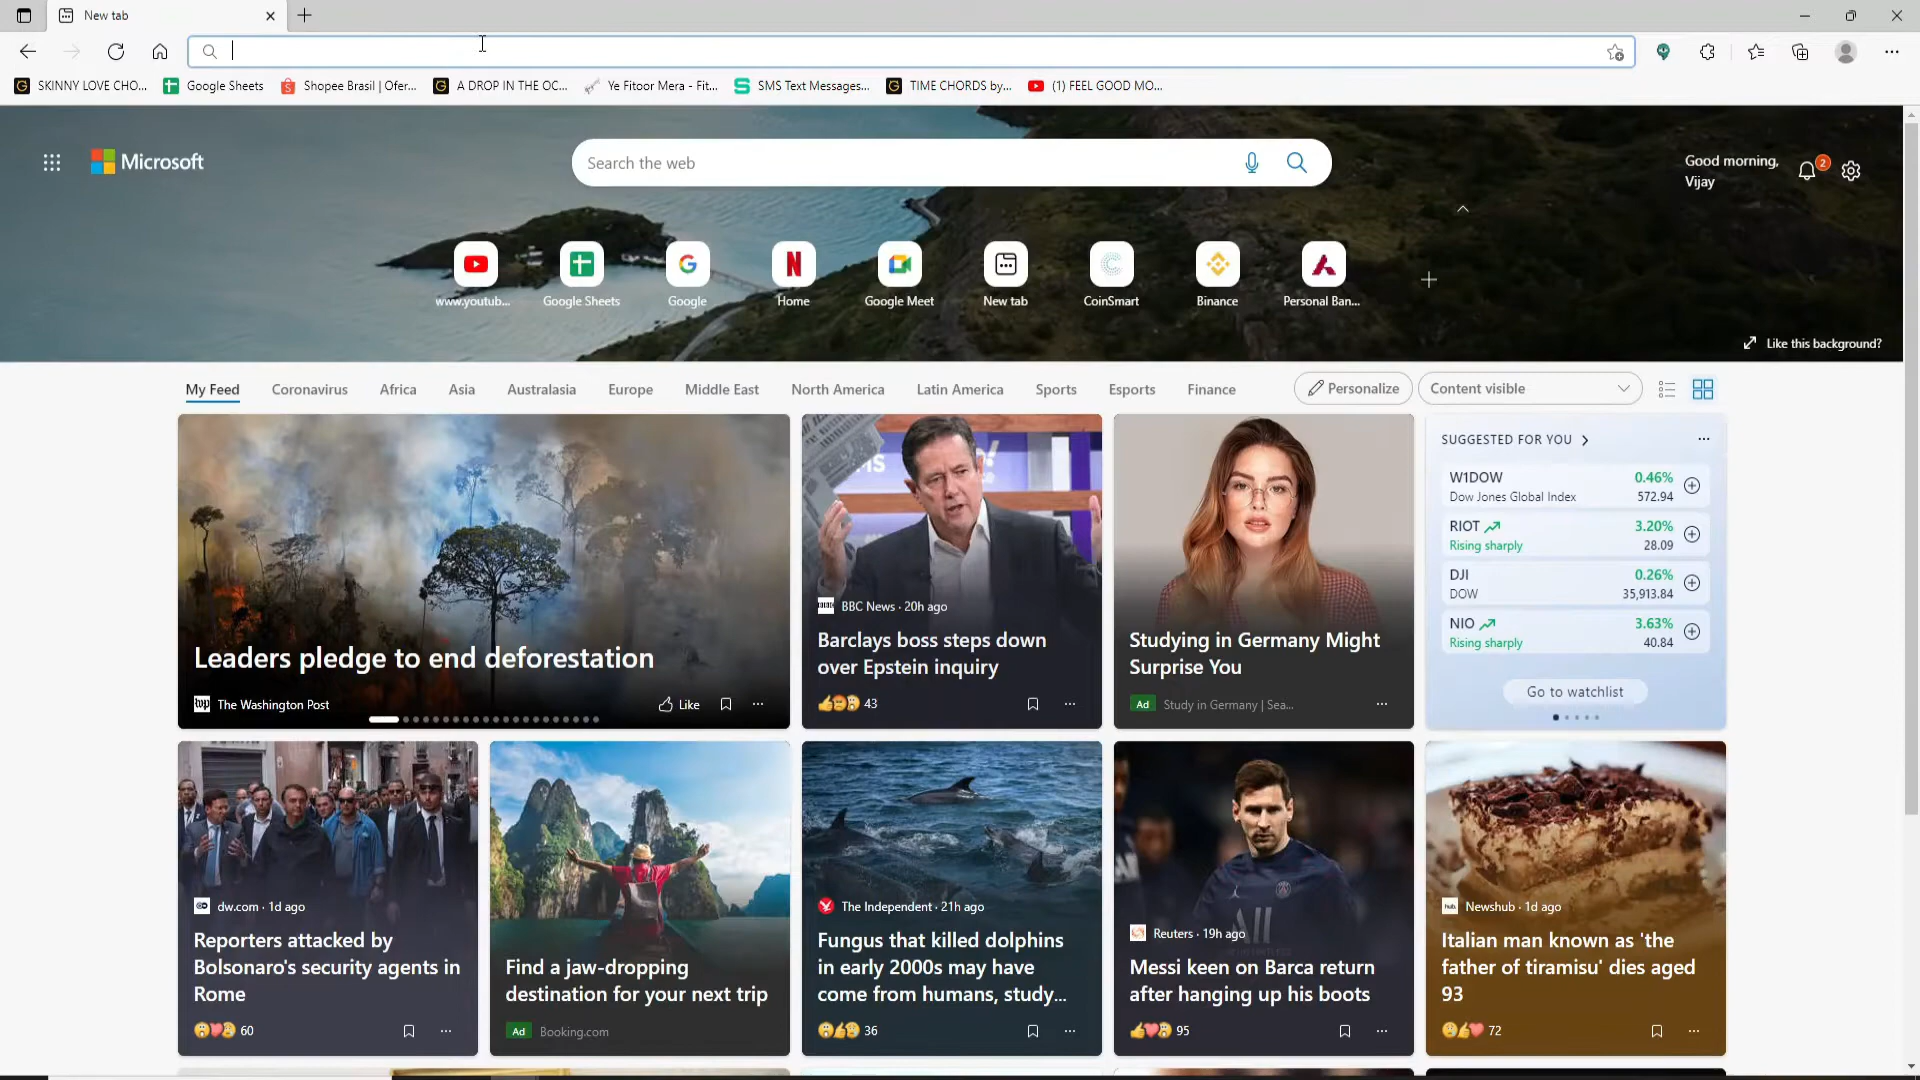 New tab
SKINNY LOVE CHO...
Google Sheets
Shopee Brasil | Ofer...
A DROP IN THE OC...
Ye Fitoor Mera - Fit...
SMS Text Messages...
TIME CHORDS by...
(1) FEEL GOOD MO...
Microsoft
Search the web
Good morning,
Vijay
2
www.youtub...
Google Sheets
Google
Home
Google Meet
New tab
CoinSmart
Binance
Personal Ban...
Like this background?
My Feed
Coronavirus
Africa
Asia
Australasia
Europe
Middle East
North America
Latin America
Sports
Esports
Finance
Personalize
Content visible
Leaders pledge to end deforestation
The Washington Post
Like
BBC News · 20h ago
Barclays boss steps down
over Epstein inquiry
43
Studying in Germany Might
Surprise You
Ad Study in Germany | Sea...
SUGGESTED FOR YOU
W1DOW 0.46%
Dow Jones Global Index 572.94
RIOT 3.20%
Rising sharply 28.09
DJI 0.26%
DOW 35,913.84
NIO 3.63%
Rising sharply 40.84
Go to watchlist
dw.com · 1d ago
Reporters attacked by
Bolsonaro's security agents in
Rome
60
Find a jaw-dropping
destination for your next trip
Ad Booking.com
The Independent · 21h ago
Fungus that killed dolphins
in early 2000s may have
come from humans, study...
36
Reuters · 19h ago
Messi keen on Barca return
after hanging up his boots
95
Newshub · 1d ago
Italian man known as 'the
father of tiramisu' dies aged
93
72